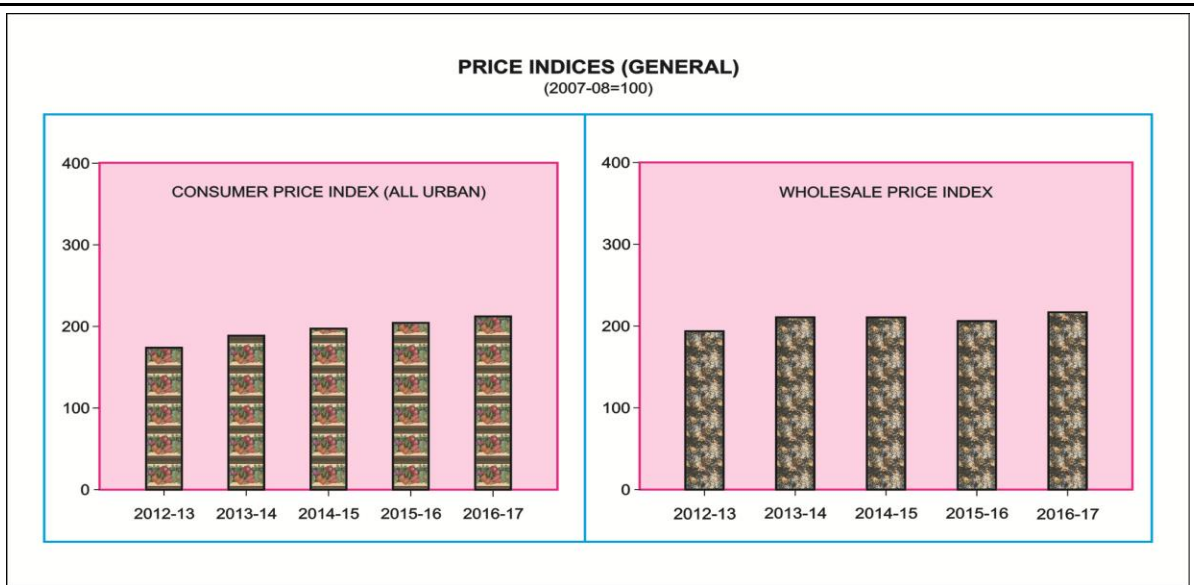 PRICE INDICES (GENERAL)
(2007-08=100)
CONSUMER PRICE INDEX (ALL URBAN)
400
300
200
100
0
2012-13 2013-14 2014-15 2015-16 2016-17
WHOLESALE PRICE INDEX
400
300
200
100
0
2012-13 2013-14 2014-15 2015-16 2016-17